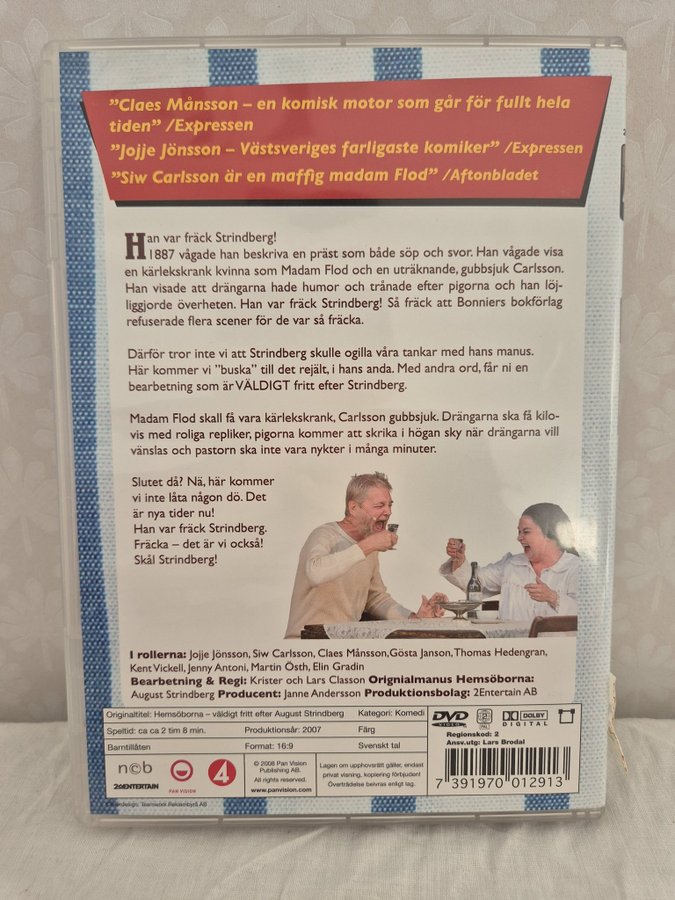 ”Claes Månsson – en komisk motor som går för fullt hela
tiden” /Expressen
”Jojje Jönsson – Västsveriges farligaste komiker” /Expressen
”Siw Carlsson är en maffig madam Flod” /Aftonbladet
Han var fräck Strindberg!
1887 vågade han beskriva en präst som både söp och svor. Han vågade visa
en kärlekskrank kvinna som Madam Flod och en uträknande, gubbsjuk Carlsson.
Han visade att drängarna hade humor och trånade efter pigorna och han löj-
liggjorde överheten. Han var fräck Strindberg! Så fräck att Bonniers bokförlag
refuserade flera scener för de var så fräcka.
Därför tror inte vi att Strindberg skulle ogilla våra tankar med hans manus.
Här kommer vi ”buska” till det rejält, i hans anda. Med andra ord, får ni en
bearbetning som är VÄLDIGT fritt efter Strindberg.
Madam Flod skall få vara kärlekskrank, Carlsson gubbsjuk. Drängarna ska få kilo-
vis med roliga repliker, pigorna kommer att skrika i högan sky när drängarna vill
vänslas och pastorn ska inte vara nykter i många minuter.
Slutet då? Nä, här kommer
vi inte låta någon dö. Det
är nya tider nu!
Han var fräck Strindberg.
Fräcka – det är vi också!
Skål Strindberg!
I rollerna: Jojje Jönsson, Siw Carlsson, Claes Månsson,Gösta Janson, Thomas Hedengran,
Kent Vickell, Jenny Antoni, Martin Östh, Elin Gradin
Bearbetning & Regi: Krister och Lars Classon Orignialmanus Hemsöborna:
August Strindberg Producent: Janne Andersson Produktionsbolag: 2Entertain AB
Originaltitel: Hemsöborna – väldigt fritt efter August Strindberg Kategori: Komedi
Speltid: ca ca 2 tim 8 min. Produktionsår: 2007 Färg
Barntillåten Format: 16:9 Svenskt tal
DVD VIDEO 2 PAL DOLBY DIGITAL
Regionskod: 2
Ansv.utg: Lars Brodal
ncb
2ENTERTAIN
PAN VISION
4
© 2008 Pan Vision
Publishing AB.
All rights reserved.
www.panvision.com
Lagen om upphovsrätt gäller, endast
privat visning, kopiering förbjuden!
Överträdelse beivras enligt lag.
7 391970 012913
Coverdesign: Teamwork Reklambyrå AB